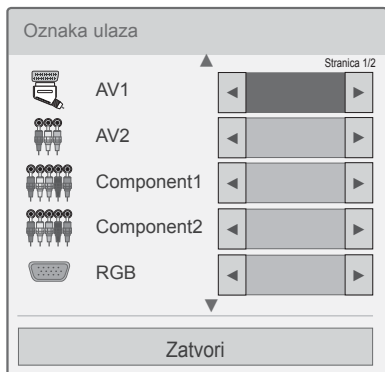 Oznaka ulaza
Stranica 1/2
AV1
AV2
Component1
Component2
RGB
Zatvori